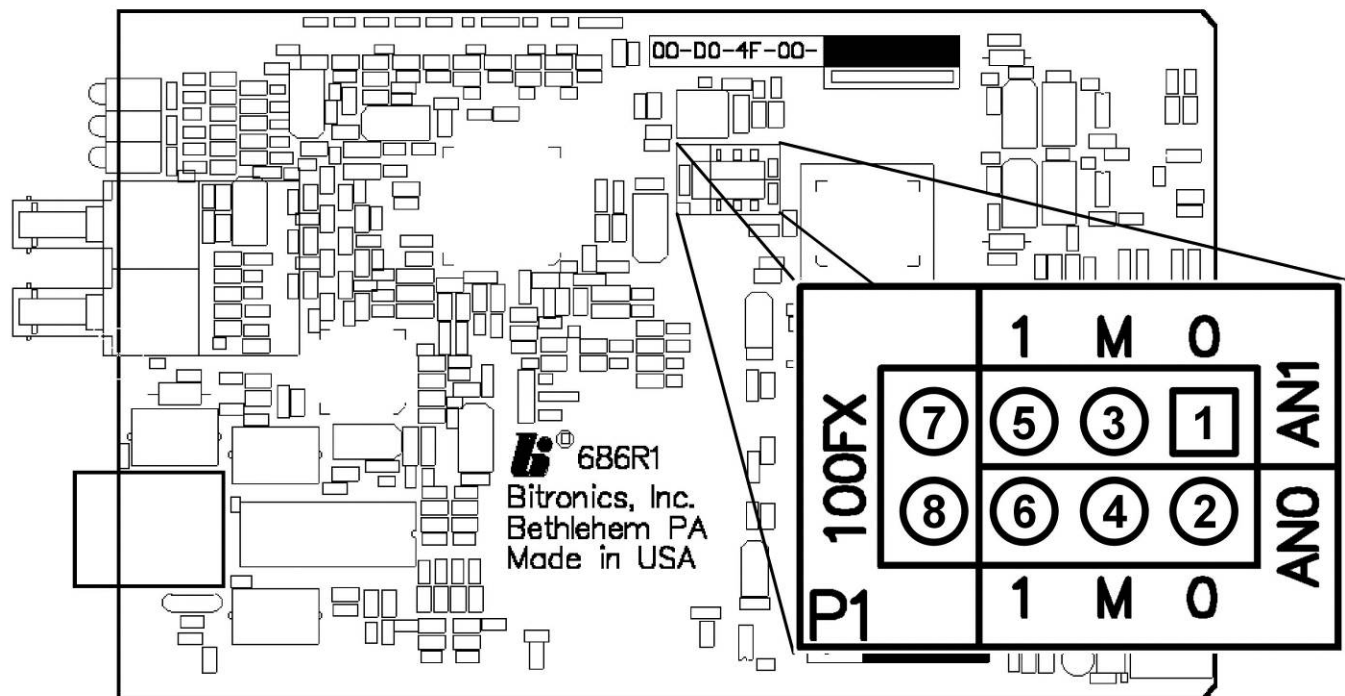 00-D0-4F-00-
686R1
Bitronics, Inc.
Bethlehem PA
Made in USA
1 M 0
100FX
7 5 3 1
AN1
8 6 4 2
AN0
1 M 0
P1